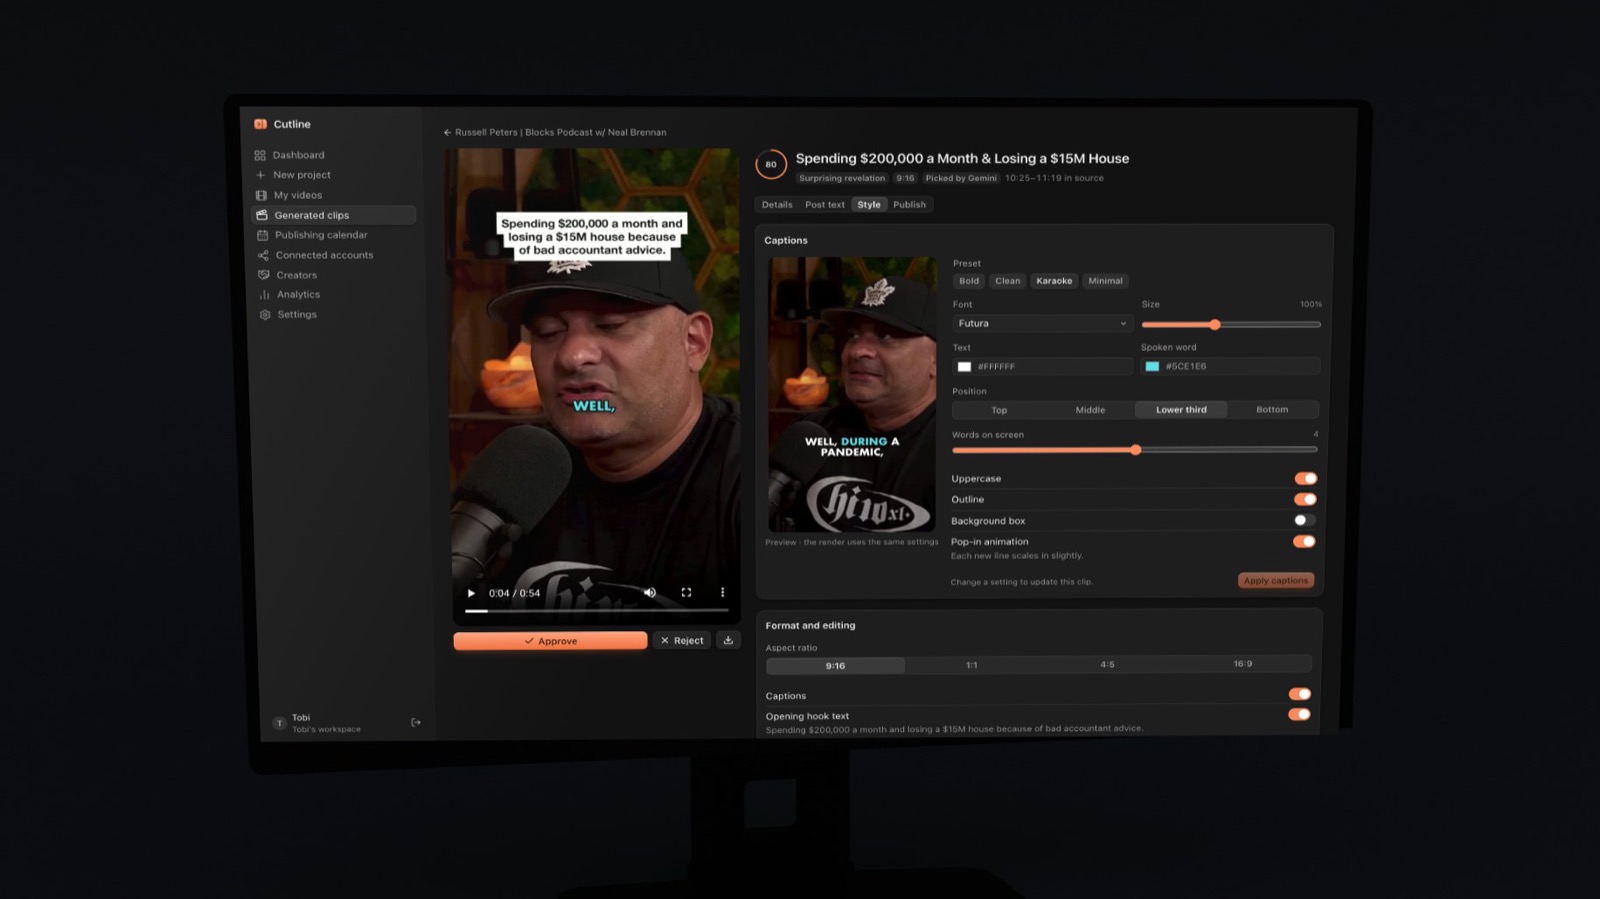 Cutline
Dashboard
New project
My videos
Generated clips
Publishing calendar
Connected accounts
Creators
Analytics
Settings
T
Tobi
Tobi's workspace
← Russell Peters | Blocks Podcast w/ Neal Brennan
Spending $200,000 a month and
losing a $15M house because
of bad accountant advice.
WELL,
0:04 / 0:54
Approve
Reject
80
Spending $200,000 a Month & Losing a $15M House
Surprising revelation 9:16 Picked by Gemini 10:25–11:19 in source
Details Post text Style Publish
Captions
WELL, DURING A
PANDEMIC,
Preview · the render uses the same settings
Preset
Bold Clean Karaoke Minimal
Font
Futura
Size 100%
Text
#FFFFFF
Spoken word
#5CE1E6
Position
Top Middle Lower third Bottom
Words on screen 4
Uppercase
Outline
Background box
Pop-in animation
Each new line scales in slightly.
Change a setting to update this clip.
Apply captions
Format and editing
Aspect ratio
9:16 1:1 4:5 16:9
Captions
Opening hook text
Spending $200,000 a month and losing a $15M house because of bad accountant advice.